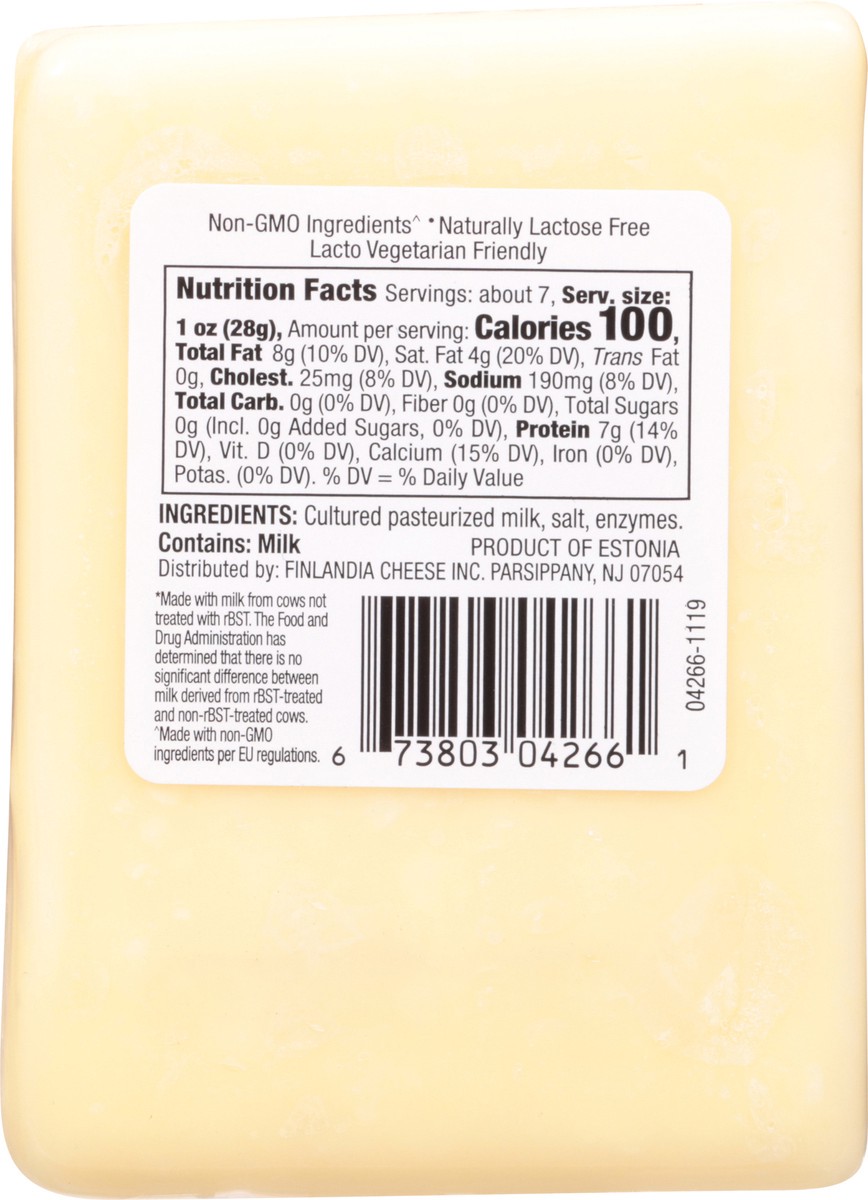 Non-GMO Ingredients^ • Naturally Lactose Free
Lacto Vegetarian Friendly
Nutrition Facts Servings: about 7, Serv. size:
1 oz (28g), Amount per serving: Calories 100,
Total Fat 8g (10% DV), Sat. Fat 4g (20% DV), Trans Fat
0g, Cholest. 25mg (8% DV), Sodium 190mg (8% DV),
Total Carb. 0g (0% DV), Fiber 0g (0% DV), Total Sugars
0g (Incl. 0g Added Sugars, 0% DV), Protein 7g (14%
DV), Vit. D (0% DV), Calcium (15% DV), Iron (0% DV),
Potas. (0% DV). % DV = % Daily Value
INGREDIENTS: Cultured pasteurized milk, salt, enzymes.
Contains: Milk PRODUCT OF ESTONIA
Distributed by: FINLANDIA CHEESE INC. PARSIPPANY, NJ 07054
*Made with milk from cows not
treated with rBST. The Food and
Drug Administration has
determined that there is no
significant difference between
milk derived from rBST-treated
and non-rBST-treated cows.
^Made with non-GMO
ingredients per EU regulations.
6 73803 04266 1
04266-1119